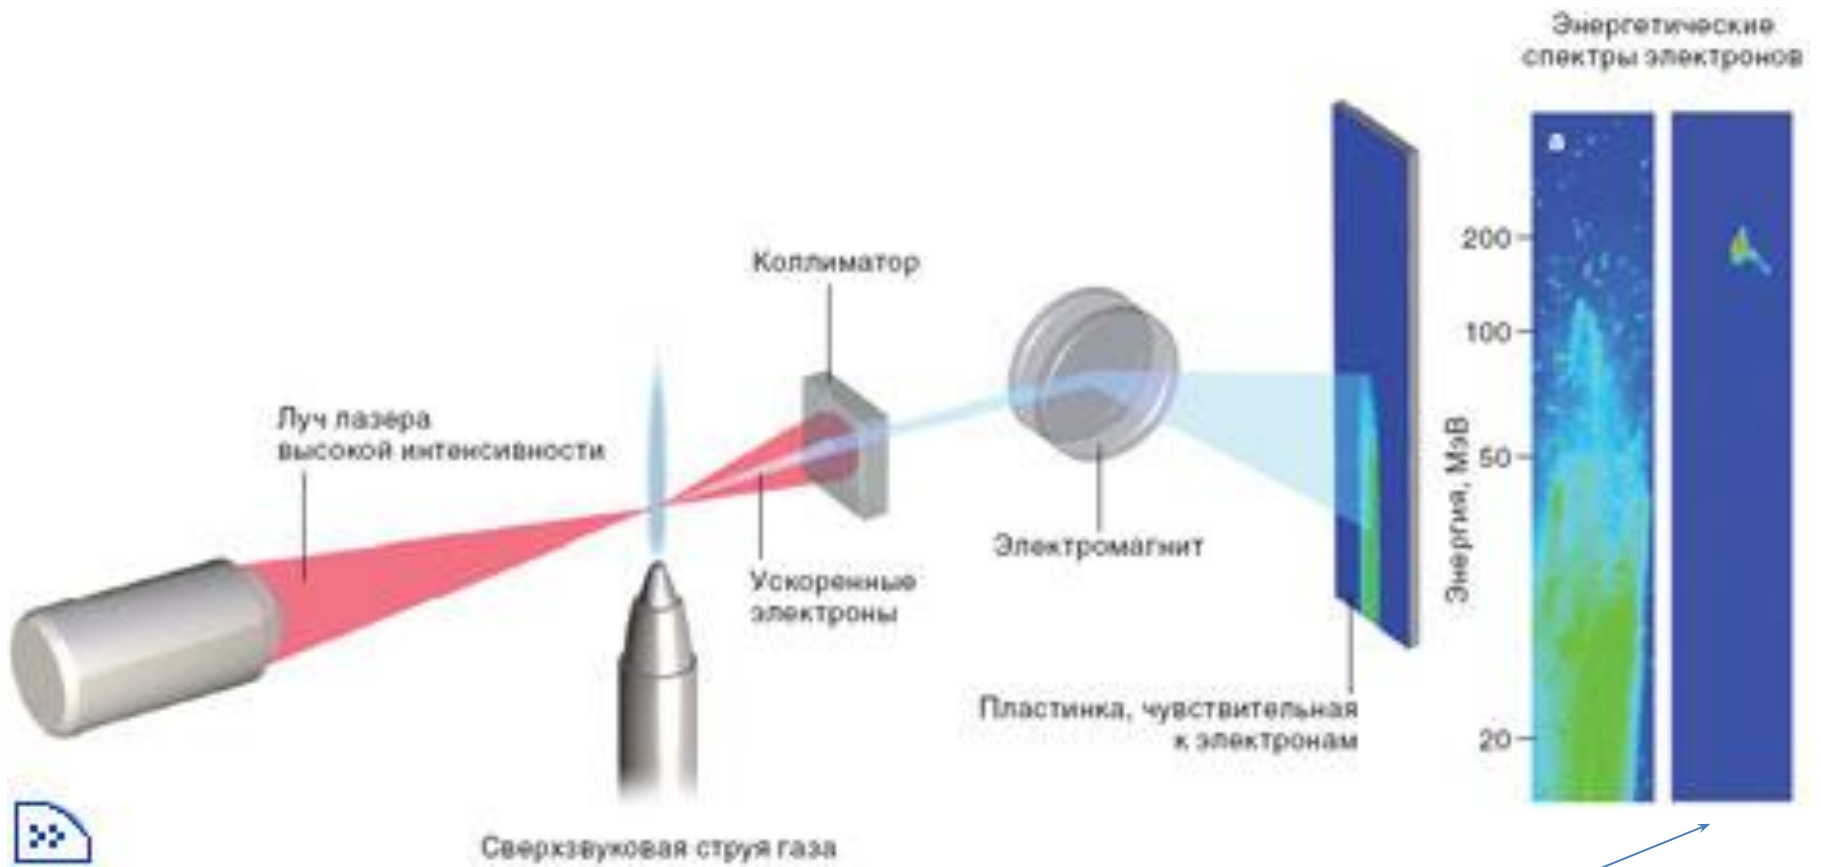 Энергетические
спектры электронов
a
Коллиматор
200
100
Луч лазера
высокой интенсивности
50
Энергия, МэВ
Электромагнит
Ускоренные
электроны
Пластинка, чувствительная
к электронам
20
Сверхзвуковая струя газа